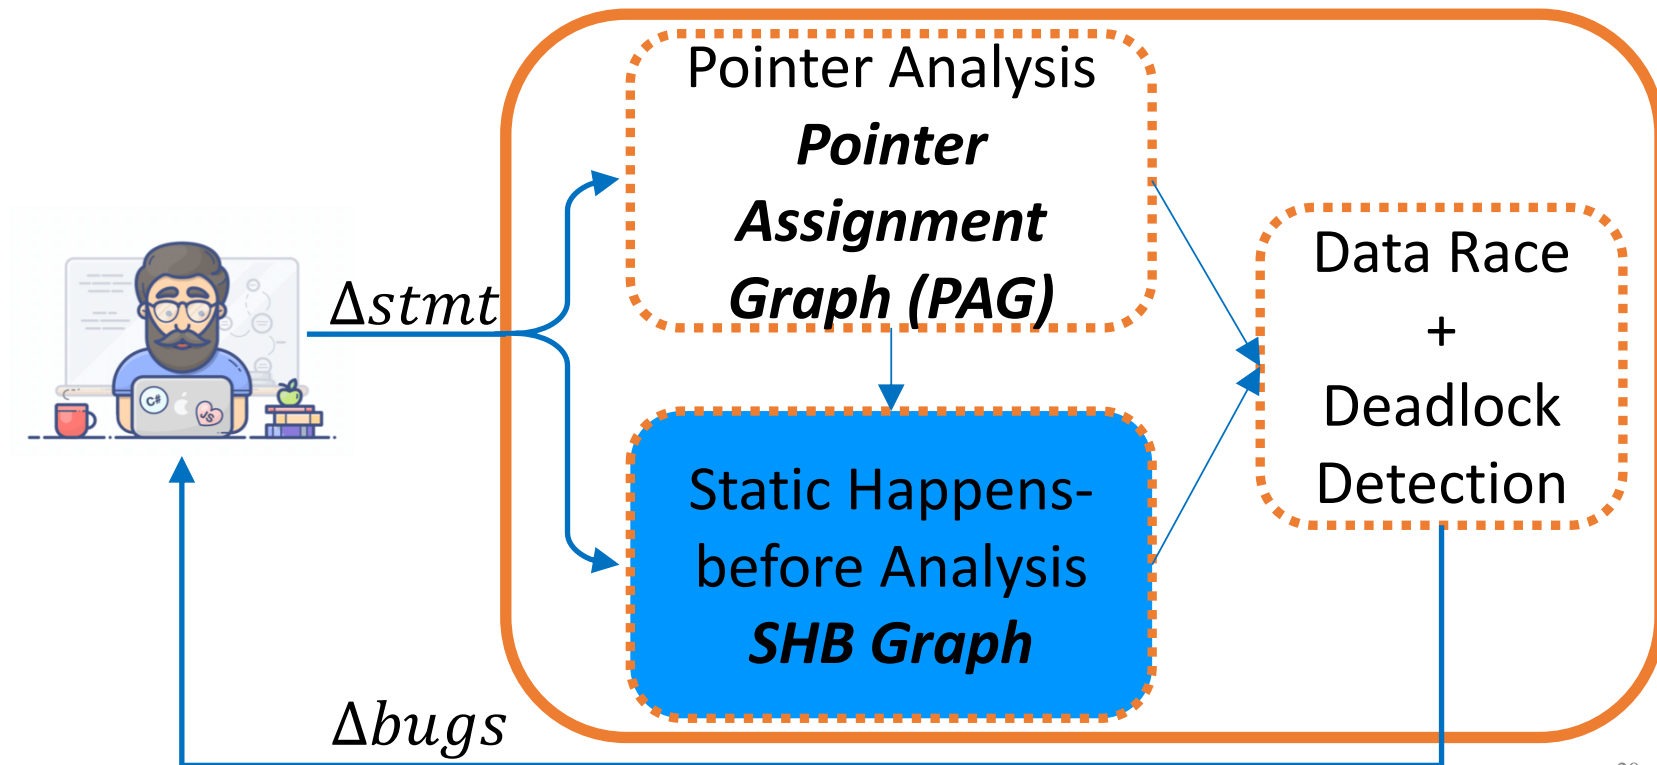 Pointer Analysis
Pointer
Assignment
Graph (PAG)
Δstmt
Data Race
+
Deadlock
Detection
C#
JS
Static Happens-
before Analysis
SHB Graph
Δbugs